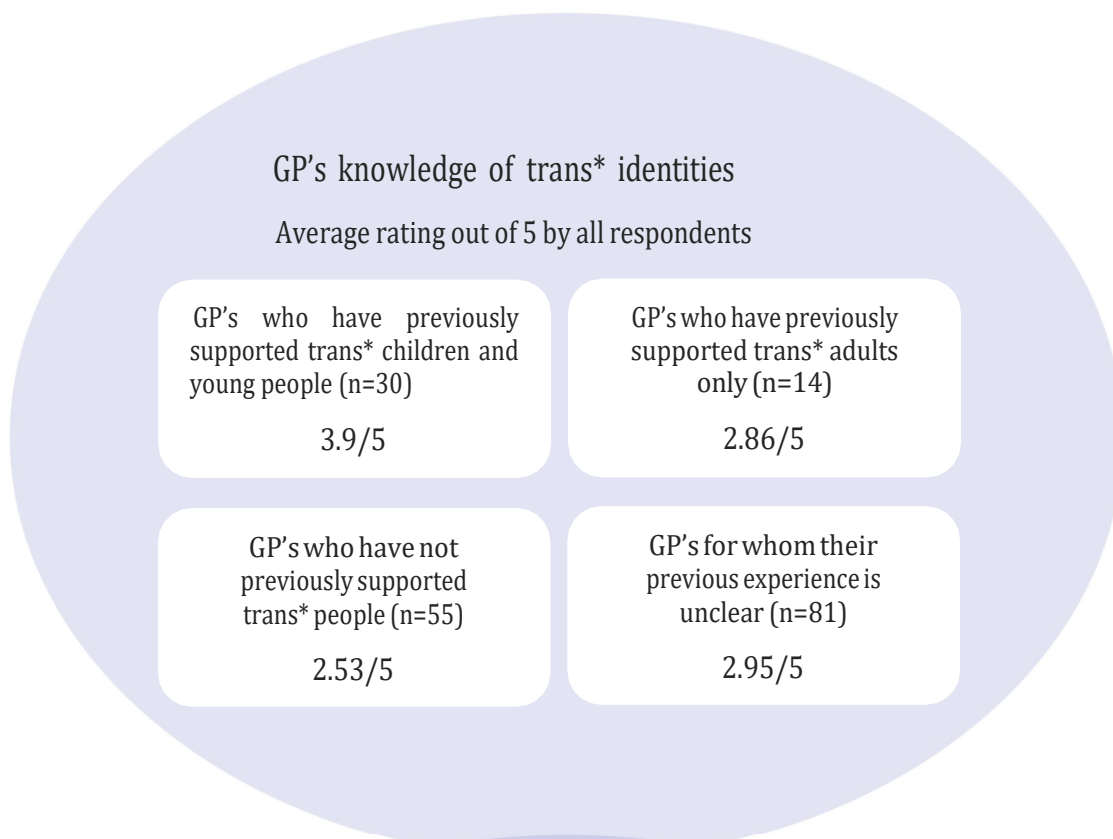 GP's knowledge of trans* identities
Average rating out of 5 by all respondents
GP's who have previously
supported trans* children and
young people (n=30)
3.9/5
GP's who have previously
supported trans* adults
only (n=14)
2.86/5
GP's who have not
previously supported
trans* people (n=55)
2.53/5
GP's for whom their
previous experience is
unclear (n=81)
2.95/5